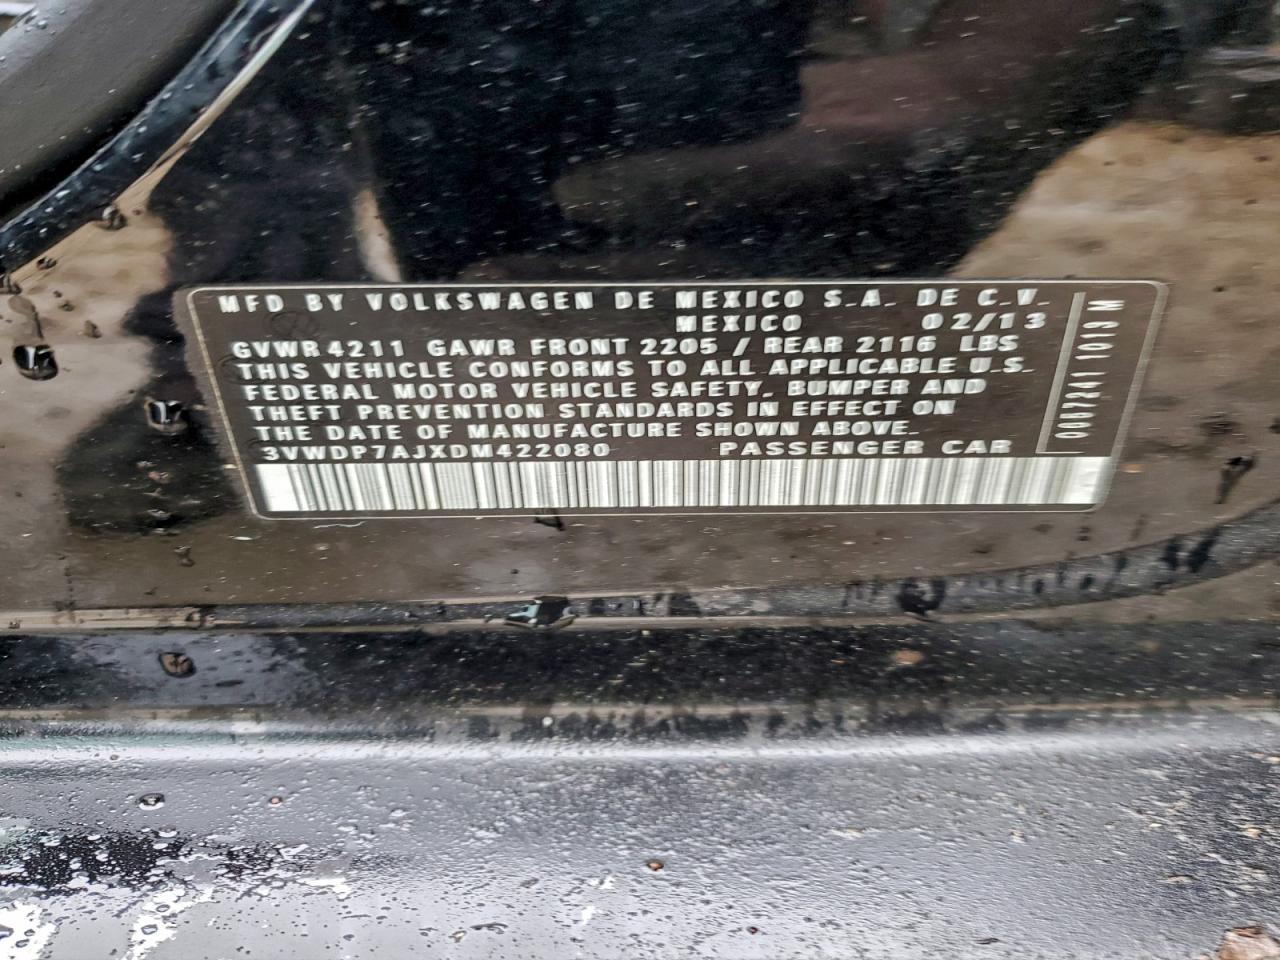 MFD BY VOLKSWAGEN DE MEXICO S.A. DE C.V.
MEXICO 02/13
GVWR 4211 GAWR FRONT 2205 / REAR 2116 LBS
THIS VEHICLE CONFORMS TO ALL APPLICABLE U.S.
FEDERAL MOTOR VEHICLE SAFETY, BUMPER AND
THEFT PREVENTION STANDARDS IN EFFECT ON
THE DATE OF MANUFACTURE SHOWN ABOVE.
3VWDP7AJXDM422080 PASSENGER CAR
0087241 1019 M